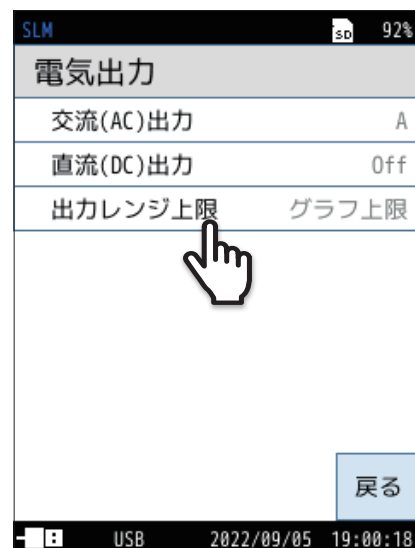 SLM SD 92%
電気出力
交流(AC)出力 A
直流(DC)出力 Off
出力レンジ上限 グラフ上限
戻る
USB 2022/09/05 19:00:18